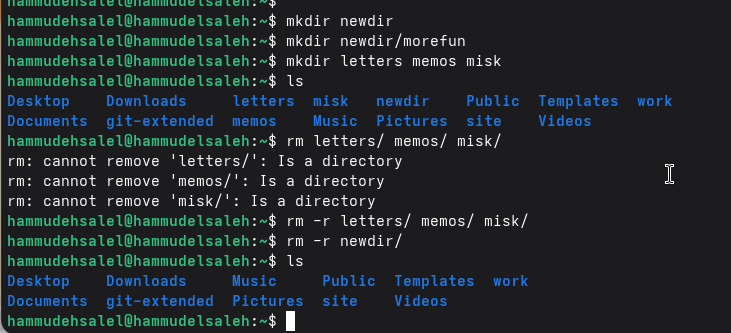 hammudehsalel@hammudelsaleh:~$
hammudehsalel@hammudelsaleh:~$ mkdir newdir
hammudehsalel@hammudelsaleh:~$ mkdir newdir/morefun
hammudehsalel@hammudelsaleh:~$ mkdir letters memos misk
hammudehsalel@hammudelsaleh:~$ ls
Desktop    Downloads     letters  misk   newdir    Public  Templates  work
Documents  git-extended  memos    Music  Pictures  site    Videos
hammudehsalel@hammudelsaleh:~$ rm letters/ memos/ misk/
rm: cannot remove 'letters/': Is a directory
rm: cannot remove 'memos/': Is a directory
rm: cannot remove 'misk/': Is a directory
hammudehsalel@hammudelsaleh:~$ rm -r letters/ memos/ misk/
hammudehsalel@hammudelsaleh:~$ rm -r newdir/
hammudehsalel@hammudelsaleh:~$ ls
Desktop    Downloads     Music     Public  Templates  work
Documents  git-extended  Pictures  site    Videos
hammudehsalel@hammudelsaleh:~$